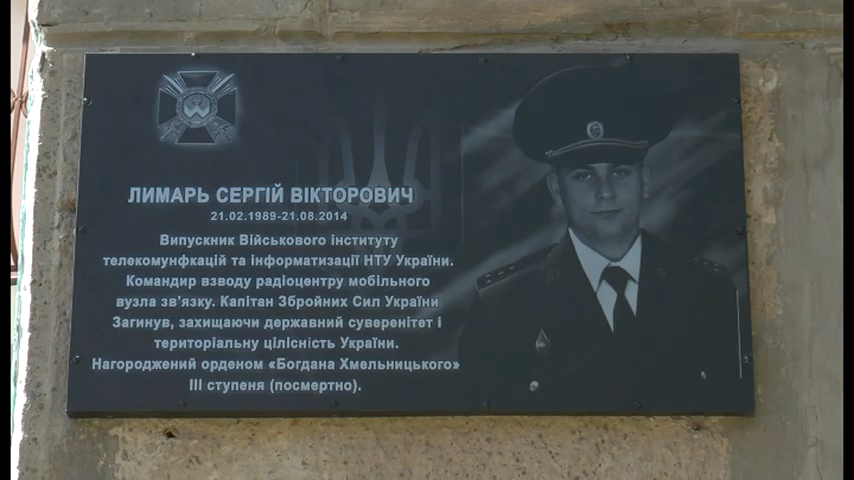 ЛИМАРЬ СЕРГІЙ ВІКТОРОВИЧ
21.02.1989-21.08.2014
Випускник Військового інституту
телекомунфкацій та інформатизації НТУ України.
Командир взводу радіоцентру мобільного
вузла зв'язку. Капітан Збройних Сил України
Загинув, захищаючи державний суверенітет і
територіальну цілісність України.
Нагороджений орденом «Богдана Хмельницького»
ІІІ ступеня (посмертно).